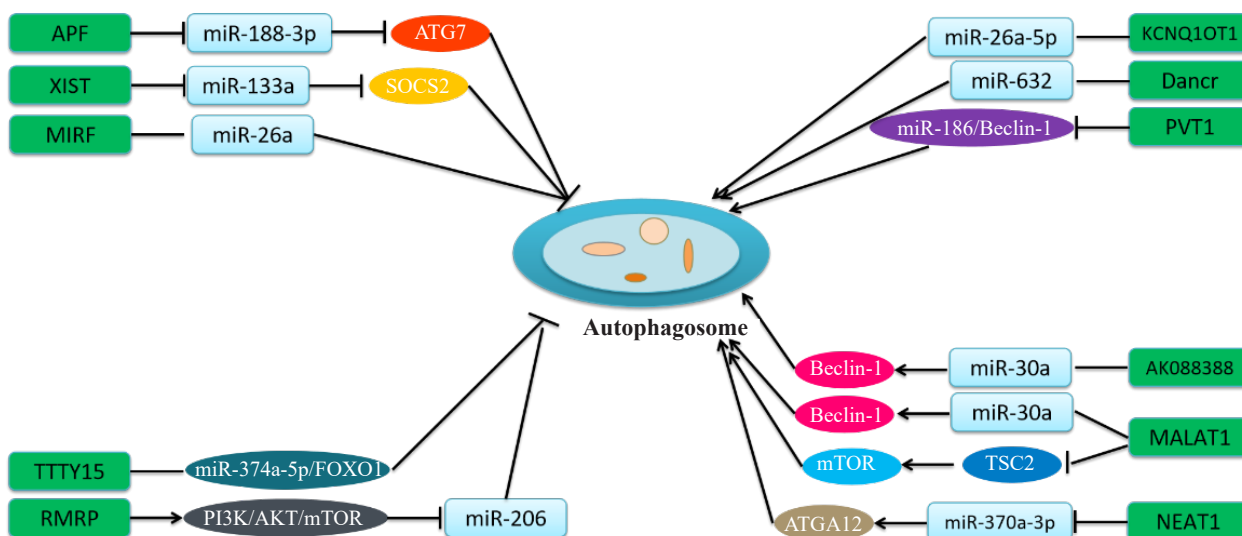 APF miR-188-3p ATG7
XIST miR-133a SOCS2
MIRF miR-26a
miR-26a-5p KCNQ1OT1
miR-632 Dancr
miR-186/Beclin-1 PVT1
Autophagosome
Beclin-1 miR-30a AK088388
Beclin-1 miR-30a
MALAT1
mTOR TSC2
ATGA12 miR-370a-3p NEAT1
TTTY15 miR-374a-5p/FOXO1
RMRP PI3K/AKT/mTOR miR-206